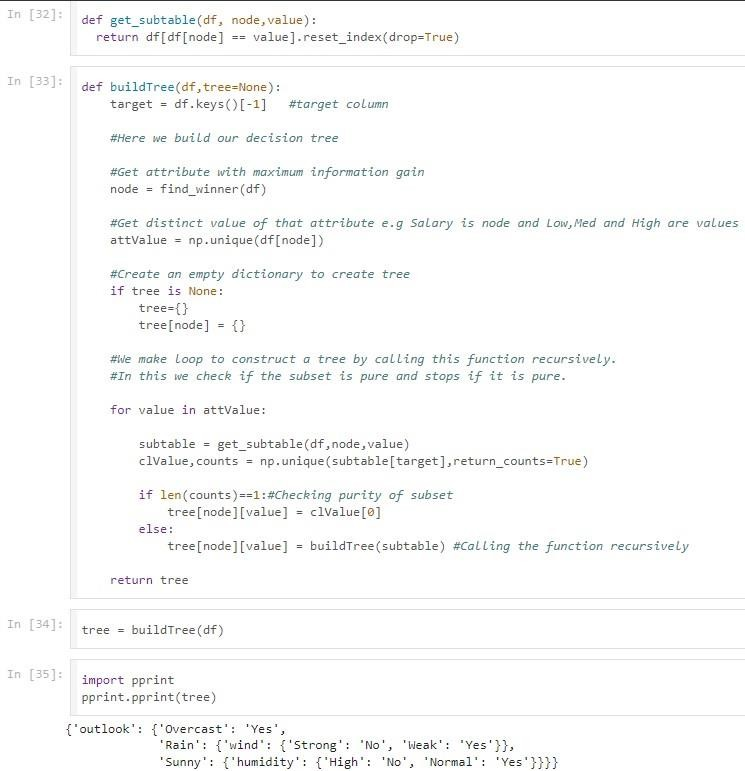 In [32]:
def get_subtable(df, node,value):
  return df[df[node] == value].reset_index(drop=True)
In [33]:
def buildTree(df,tree=None):
    target = df.keys()[-1]   #target column
    #Here we build our decision tree
    #Get attribute with maximum information gain
    node = find_winner(df)
    #Get distinct value of that attribute e.g Salary is node and Low,Med and High are values
    attValue = np.unique(df[node])
    #Create an empty dictionary to create tree
    if tree is None:
        tree={}
        tree[node] = {}
    #We make loop to construct a tree by calling this function recursively.
    #In this we check if the subset is pure and stops if it is pure.
    for value in attValue:
        subtable = get_subtable(df,node,value)
        clValue,counts = np.unique(subtable[target],return_counts=True)
        if len(counts)==1:#Checking purity of subset
            tree[node][value] = clValue[0]
        else:
            tree[node][value] = buildTree(subtable) #Calling the function recursively
    return tree
In [34]:
tree = buildTree(df)
In [35]:
import pprint
pprint.pprint(tree)
{'outlook': {'Overcast': 'Yes',
             'Rain': {'wind': {'Strong': 'No', 'Weak': 'Yes'}},
             'Sunny': {'humidity': {'High': 'No', 'Normal': 'Yes'}}}}